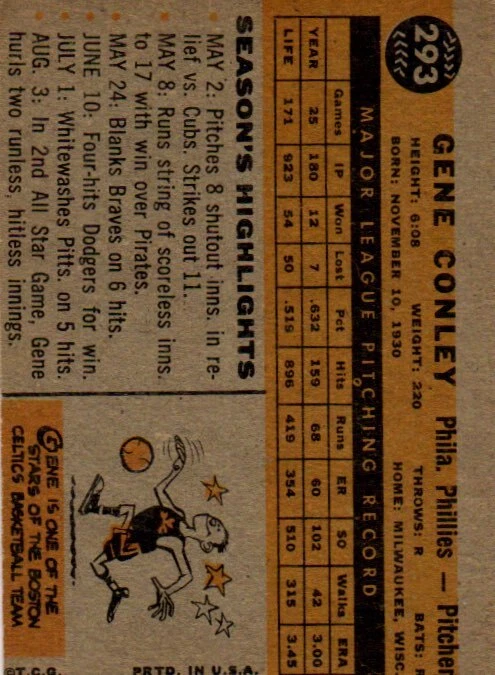 293
GENE CONLEY Phila. Phillies — Pitcher
HEIGHT: 6:08 WEIGHT: 220 THROWS: R BATS: R
BORN: NOVEMBER 10, 1930 HOME: MILWAUKEE, WISC.
MAJOR LEAGUE PITCHING RECORD
Games IP Won Lost Pct Hits Runs ER SO Walks ERA
YEAR 25 180 12 7 .632 159 68 60 102 42 3.00
LIFE 171 923 54 50 .519 896 419 354 510 315 3.45
SEASON'S HIGHLIGHTS
MAY 2: Pitches 8 shutout inns. in re-
lief vs. Cubs. Strikes out 11.
MAY 8: Runs string of scoreless inns.
to 17 with win over Pirates.
MAY 24: Blanks Braves on 6 hits.
JUNE 10: Four-hits Dodgers for win.
JULY 1: Whitewashes Pitt. on 5 hits.
AUG. 3: In 2nd All Star Game, Gene
hurls two runless, hitless innings.
GENE IS ONE OF THE
STARS OF THE BOSTON
CELTICS BASKETBALL TEAM
©T.C.G. PRTD. IN U.S.A.